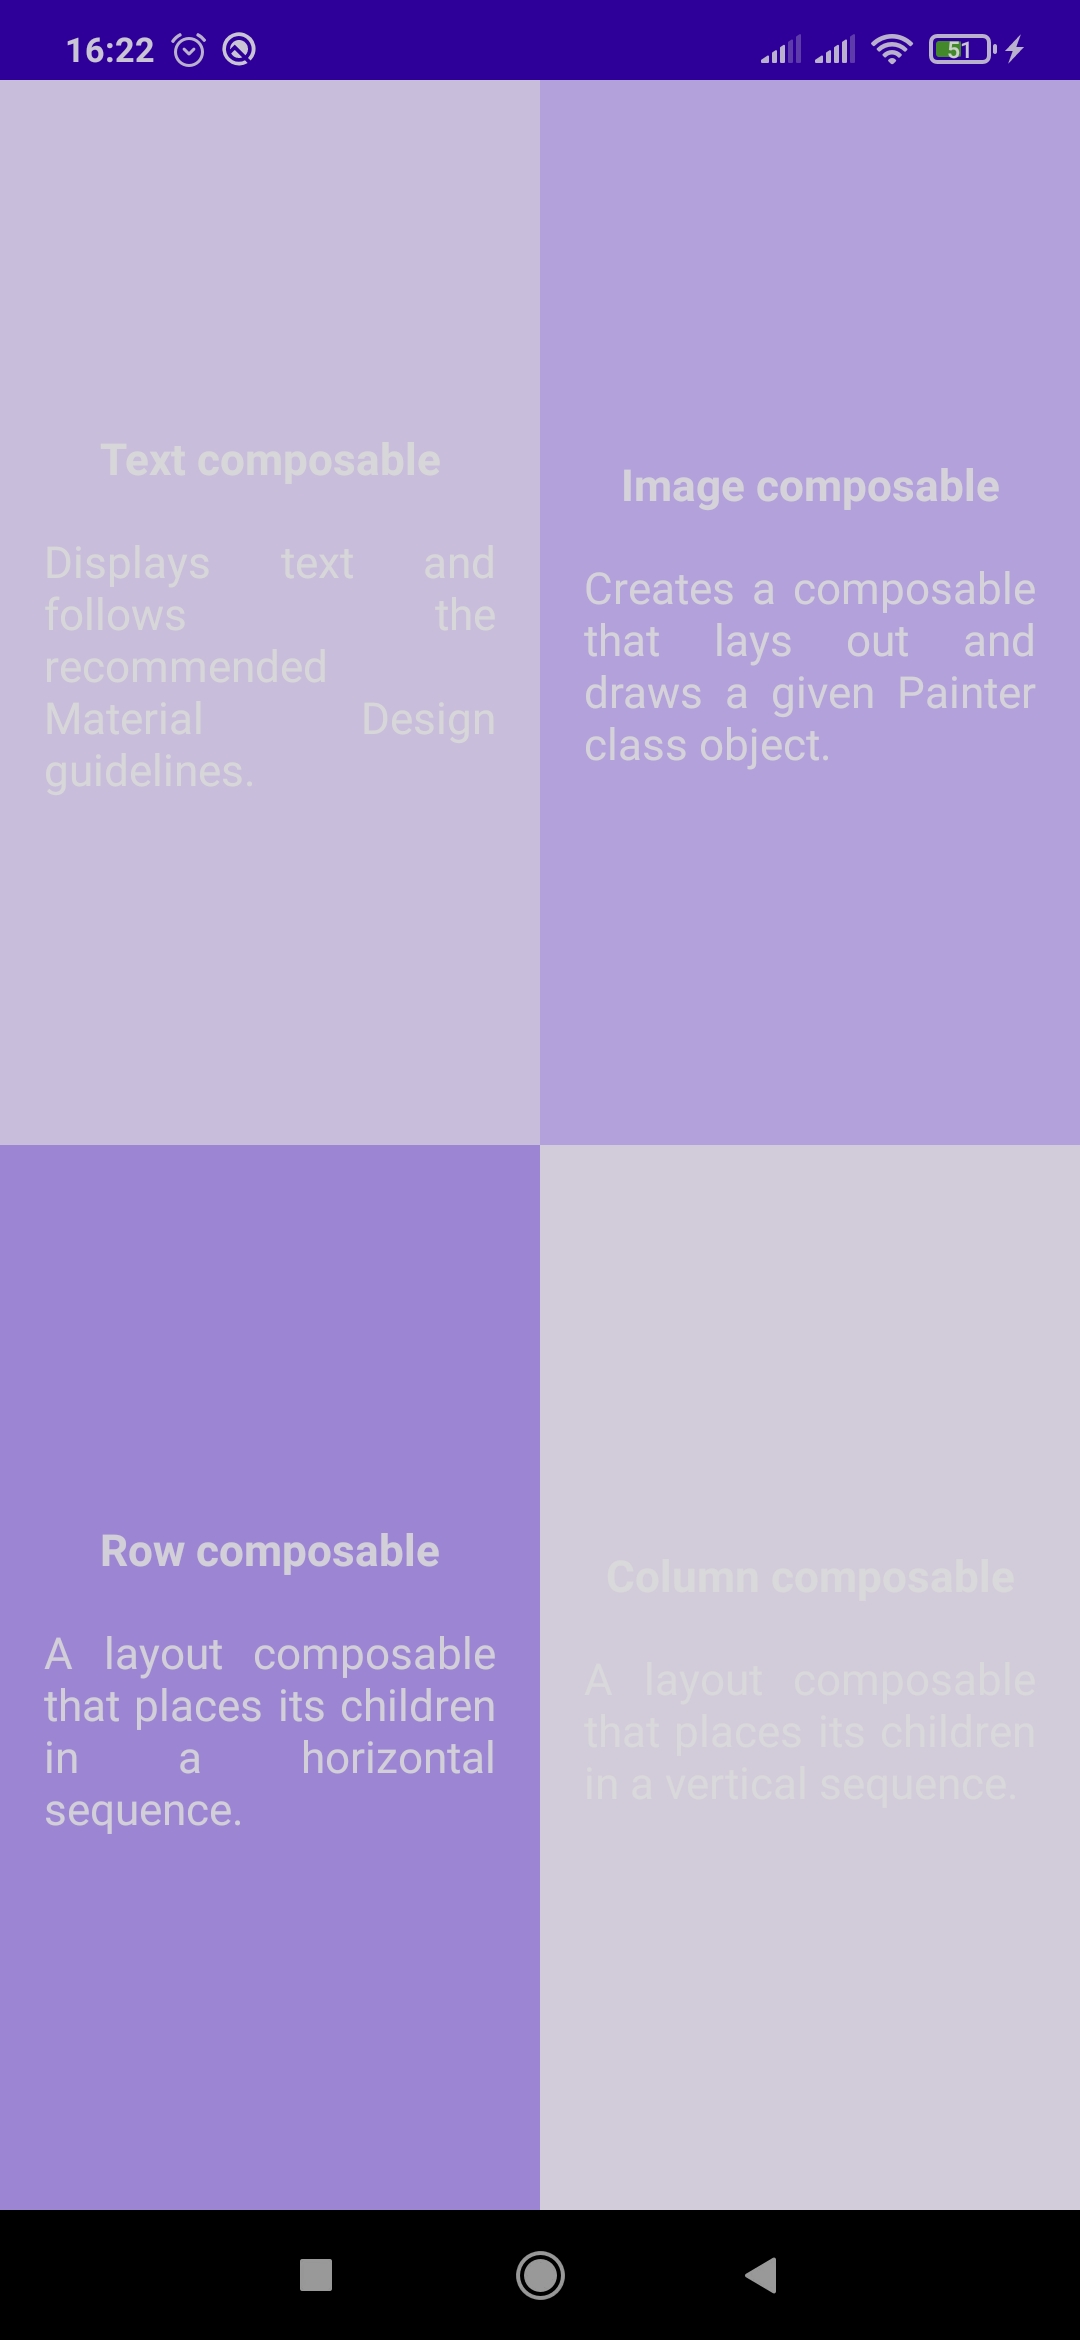 16:22
51
Text composable
Displays text and
follows the
recommended
Material Design
guidelines.
Image composable
Creates a composable
that lays out and
draws a given Painter
class object.
Row composable
A layout composable
that places its children
in a horizontal
sequence.
Column composable
A layout composable
that places its children
in a vertical sequence.